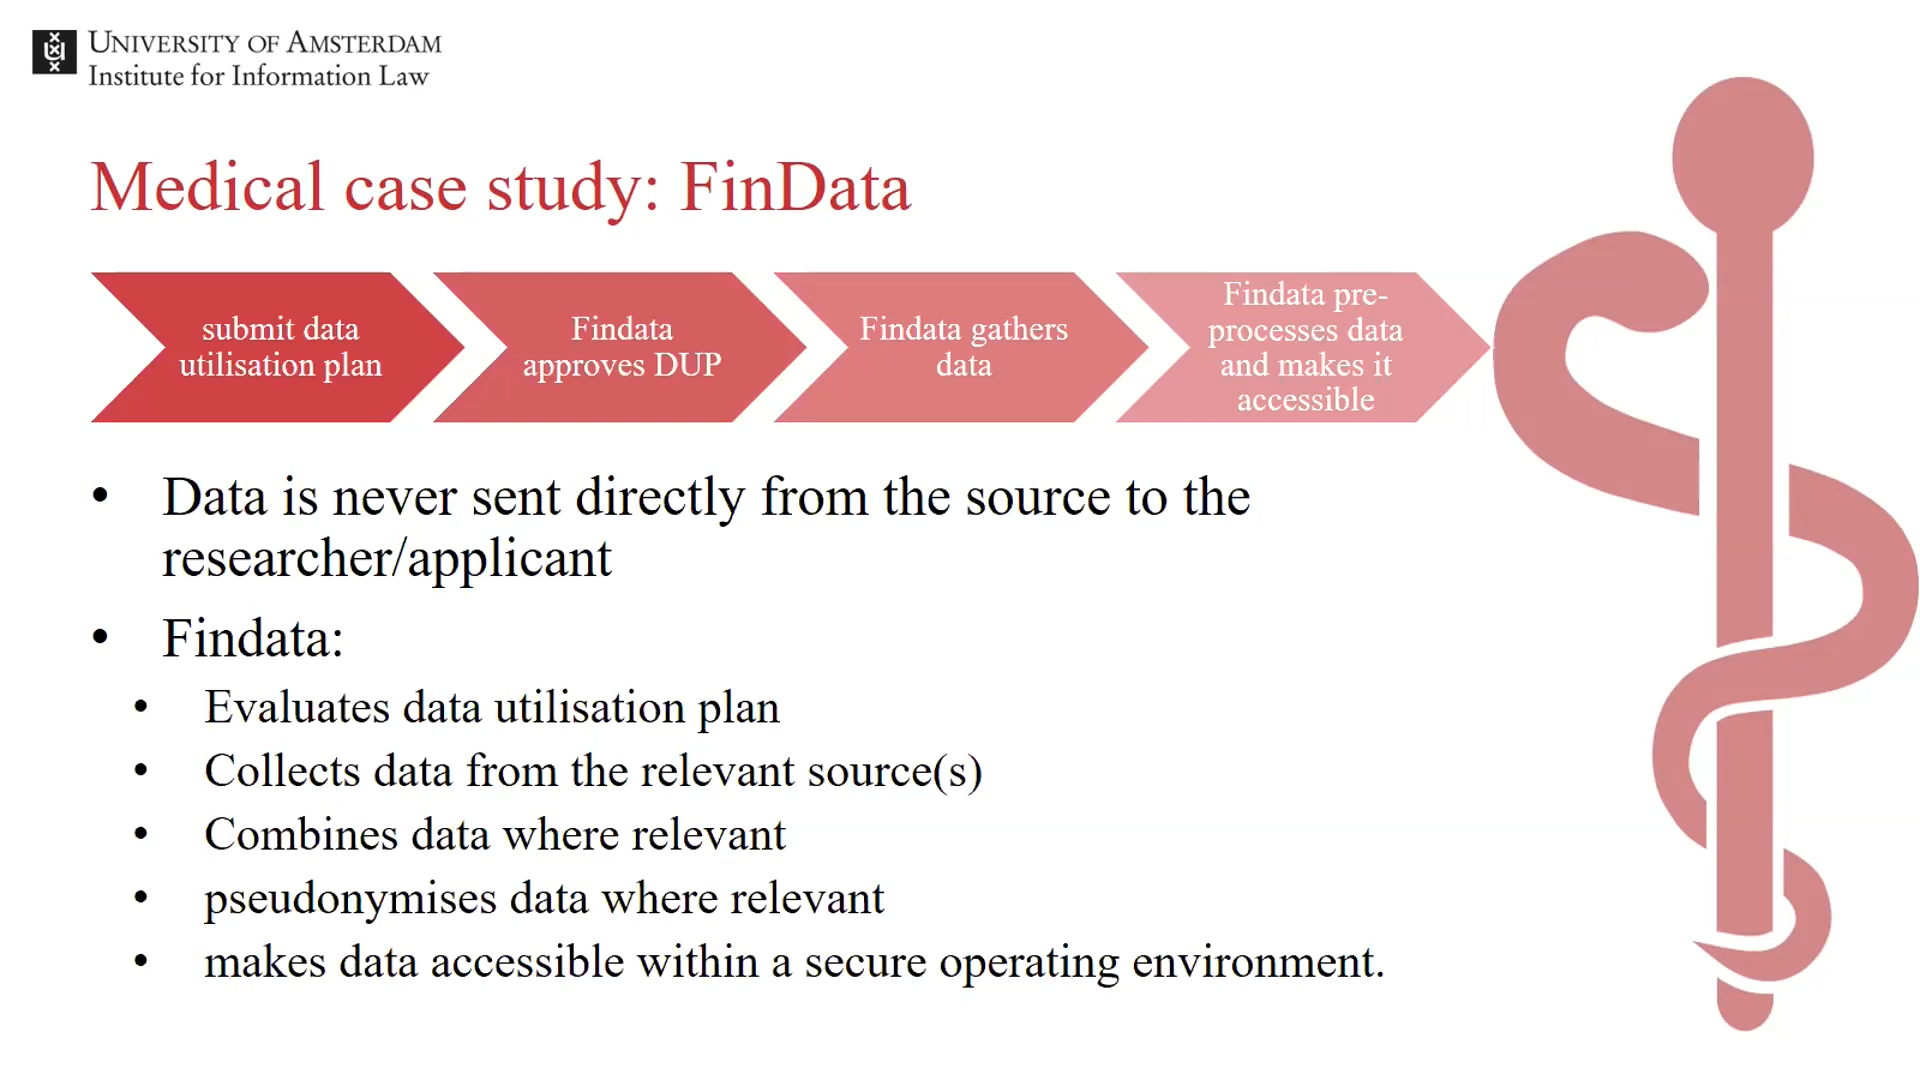 UNIVERSITY OF AMSTERDAM
Institute for Information Law
Medical case study: FinData
submit data
utilisation plan
Findata
approves DUP
Findata gathers
data
Findata pre-
processes data
and makes it
accessible
• Data is never sent directly from the source to the
researcher/applicant
• Findata:
• Evaluates data utilisation plan
• Collects data from the relevant source(s)
• Combines data where relevant
• pseudonymises data where relevant
• makes data accessible within a secure operating environment.